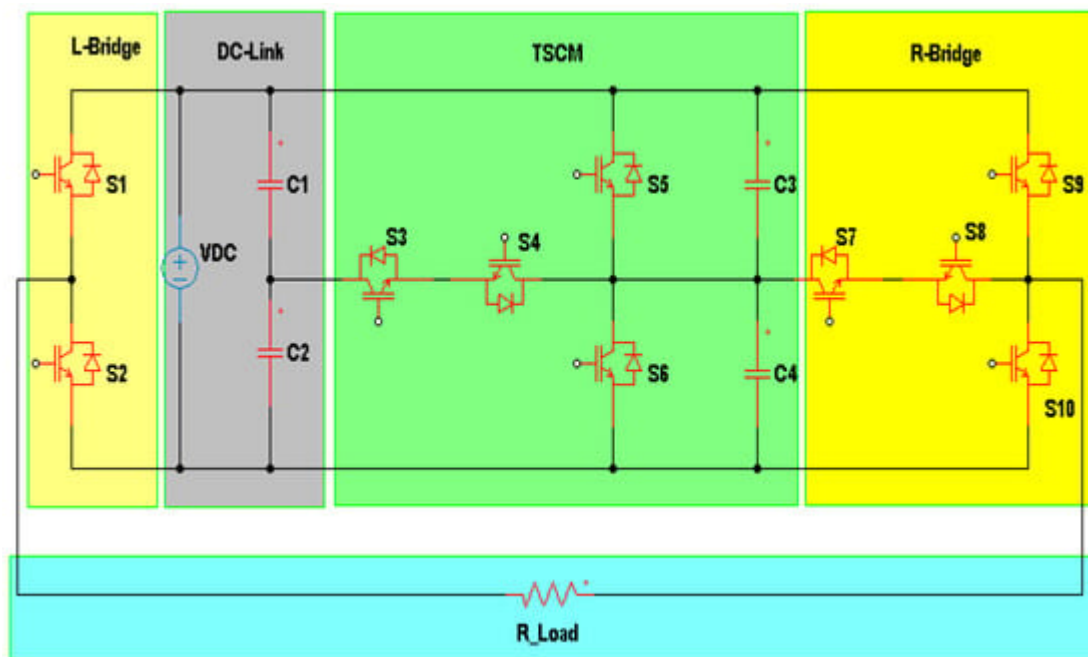 L-Bridge
DC-Link
TSCM
R-Bridge
S1
S5
C1
C3
S9
S3
S4
S7
S8
VDC
S2
C2
S6
C4
S10
R_Load